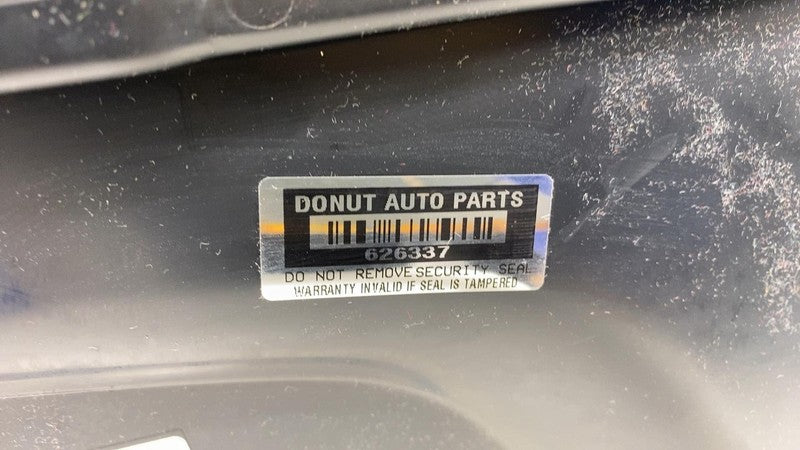 DONUT AUTO PARTS
626337
DO NOT REMOVE SECURITY SEAL
WARRANTY INVALID IF SEAL IS TAMPERED